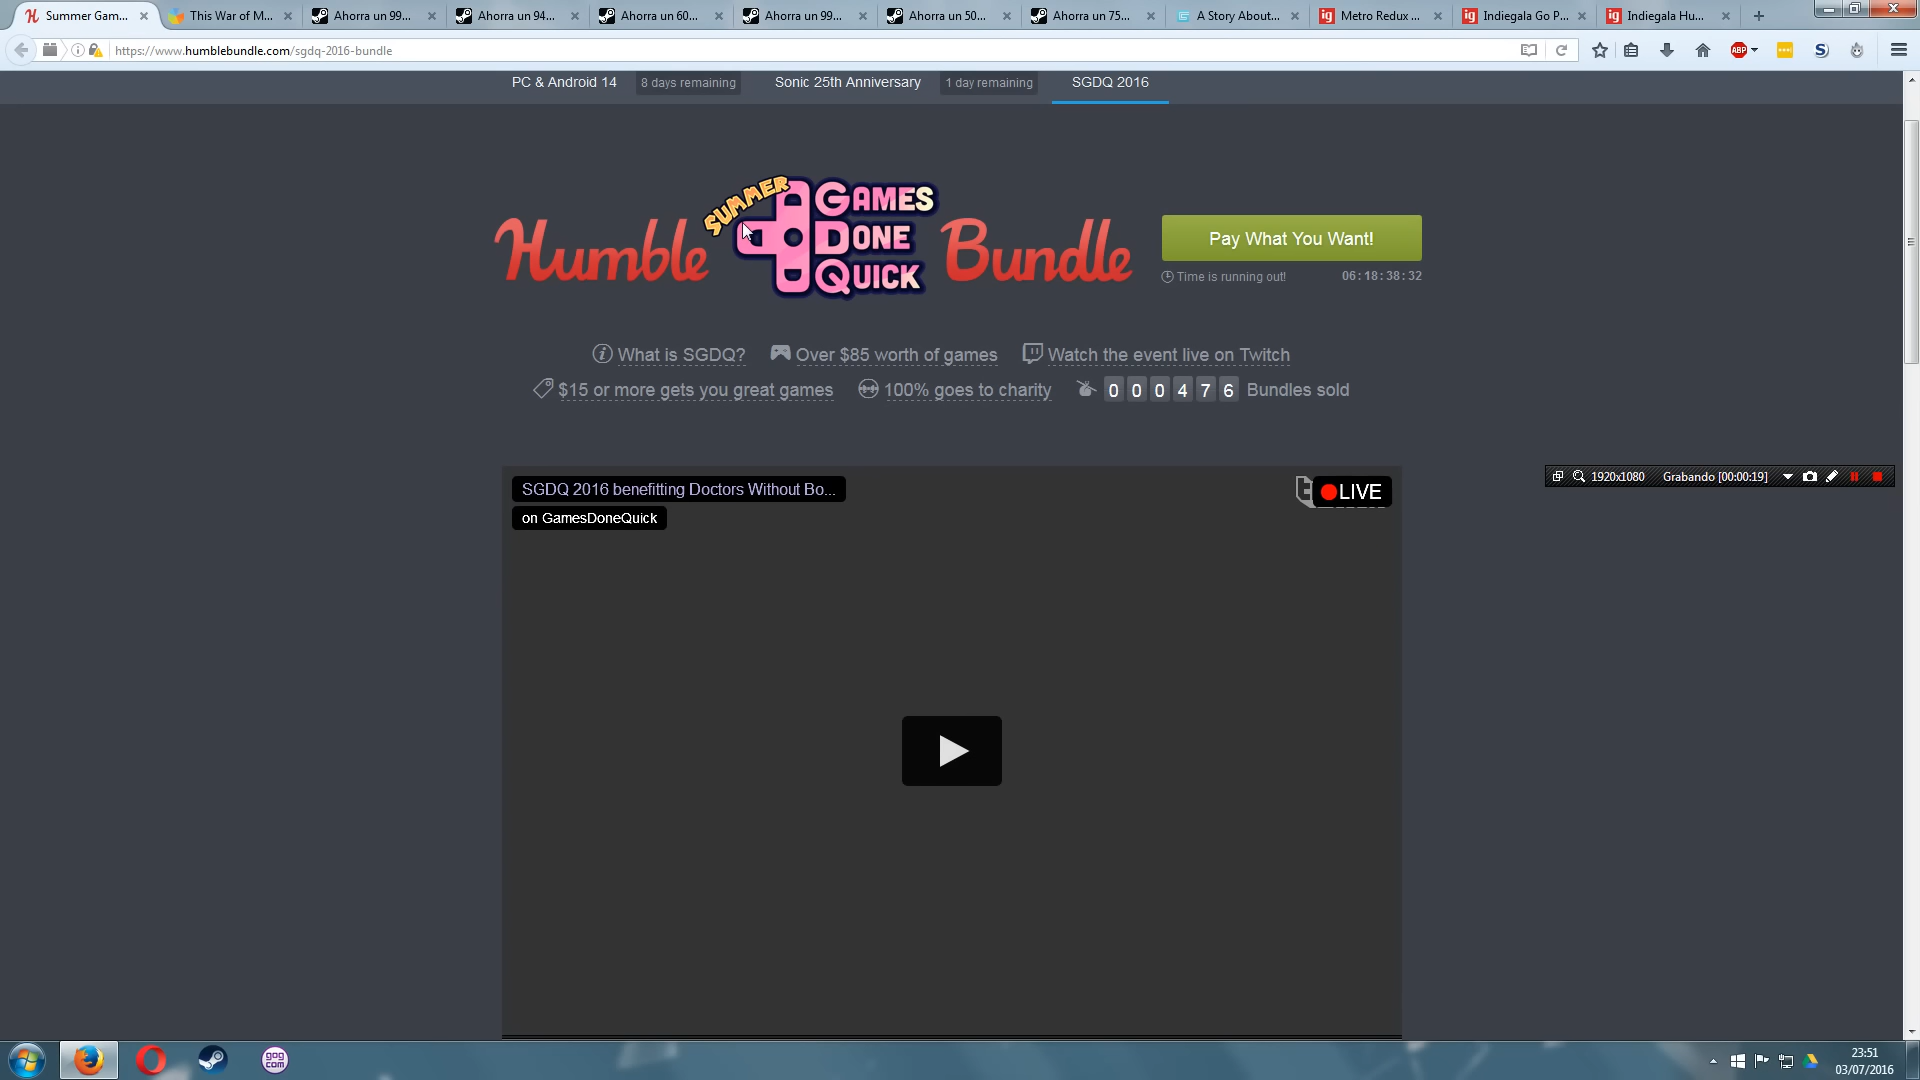 Summer Gam...
This War of M...
Ahorra un 99...
Ahorra un 94...
Ahorra un 60...
Ahorra un 99...
Ahorra un 50...
Ahorra un 75...
A Story About...
Metro Redux ...
Indiegala Go P...
Indiegala Hu...
https://www.humblebundle.com/sgdq-2016-bundle
ABP
PC & Android 14
8 days remaining
Sonic 25th Anniversary
1 day remaining
SGDQ 2016
Humble
SUMMER
GAMES
DONE
QUICK
Bundle
Pay What You Want!
Time is running out!
06:18:38:32
What is SGDQ?
Over $85 worth of games
Watch the event live on Twitch
$15 or more gets you great games
100% goes to charity
000476 Bundles sold
SGDQ 2016 benefitting Doctors Without Bo...
on GamesDoneQuick
LIVE
1920x1080
Grabando [00:00:19]
gog
com
23:51
03/07/2016